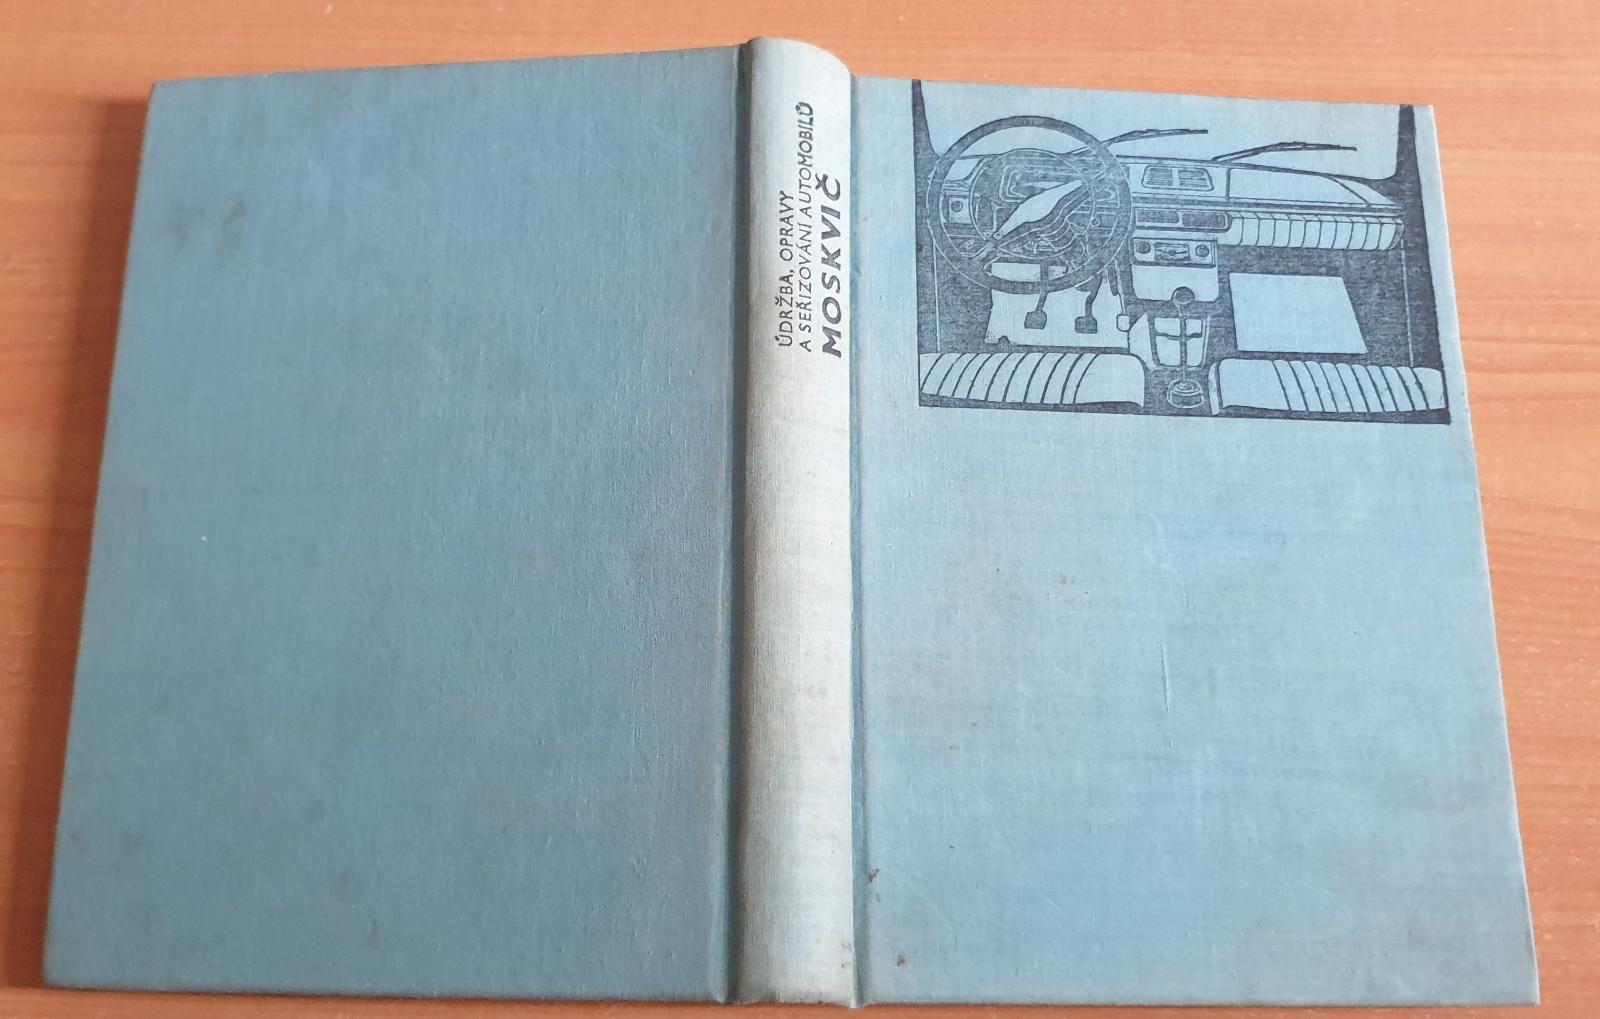 ÚDRŽBA, OPRAVY
A SEŘIZOVÁNÍ AUTOMOBILŮ
MOSKVIČ